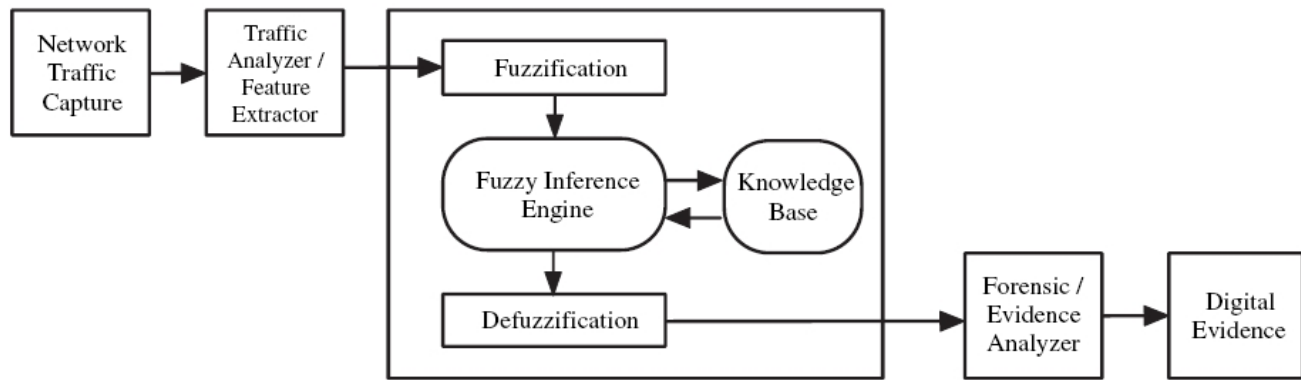 Network
Traffic
Capture
Traffic
Analyzer /
Feature
Extractor
Fuzzification
Fuzzy Inference
Engine
Knowledge
Base
Defuzzification
Forensic /
Evidence
Analyzer
Digital
Evidence